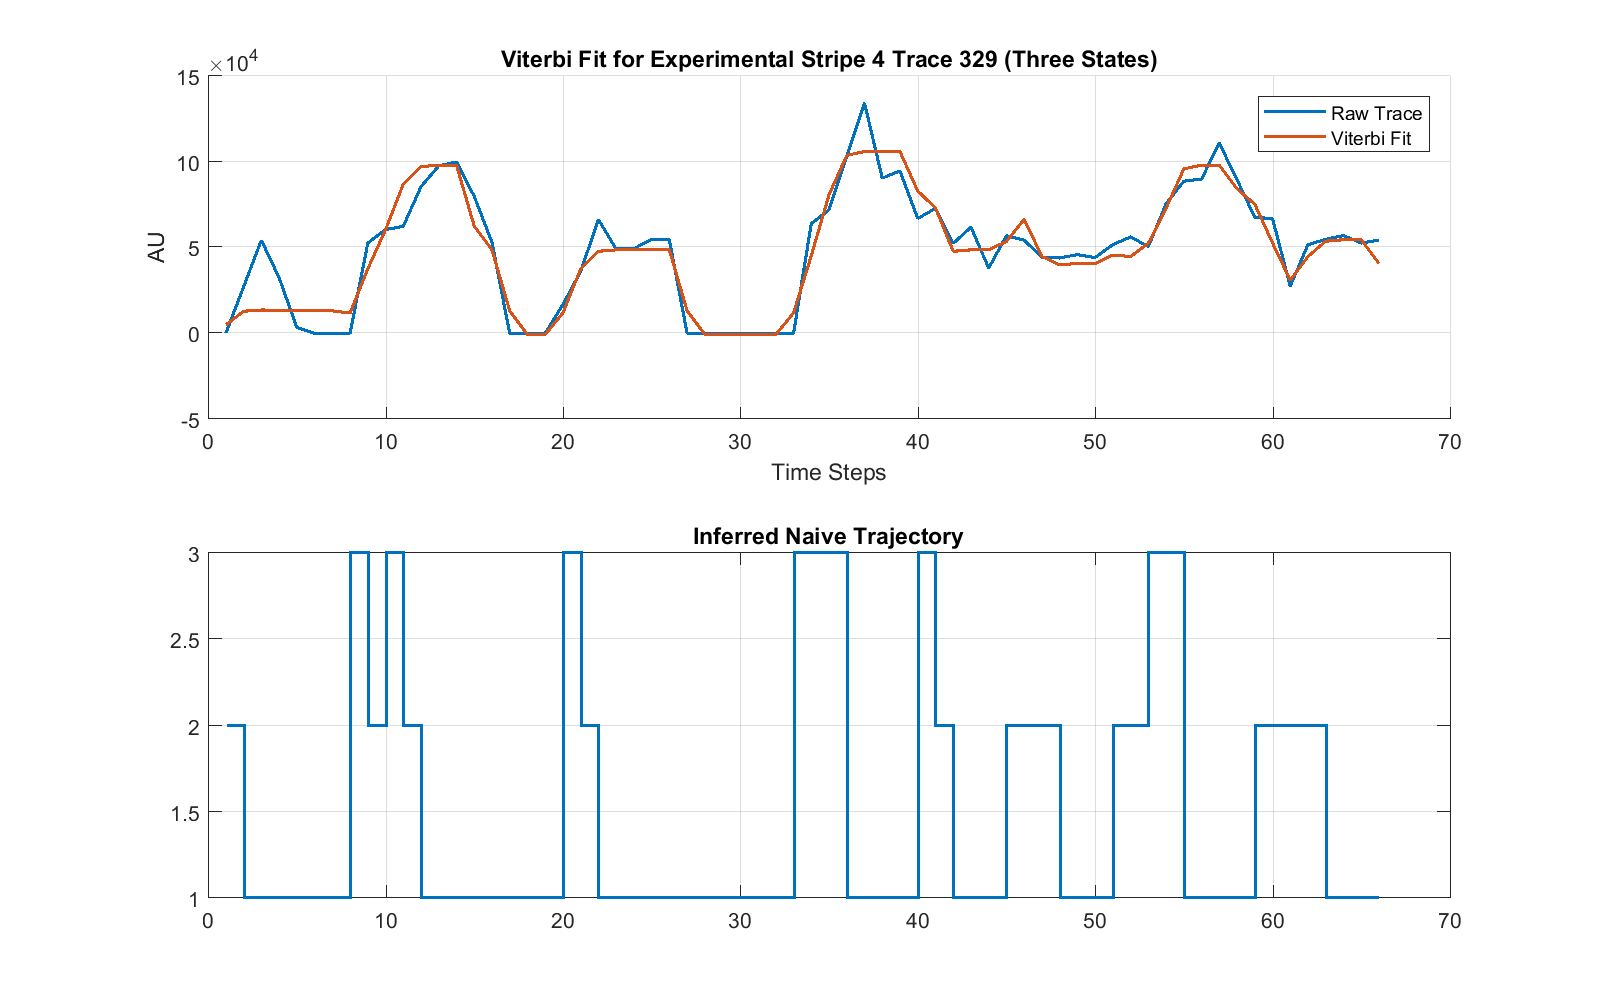 Viterbi Fit for Experimental Stripe 4 Trace 329 (Three States)
×10⁴
15
10
5
0
-5
AU
Raw Trace
Viterbi Fit
0 10 20 30 40 50 60 70
Time Steps
Inferred Naive Trajectory
3
2.5
2
1.5
1
0 10 20 30 40 50 60 70